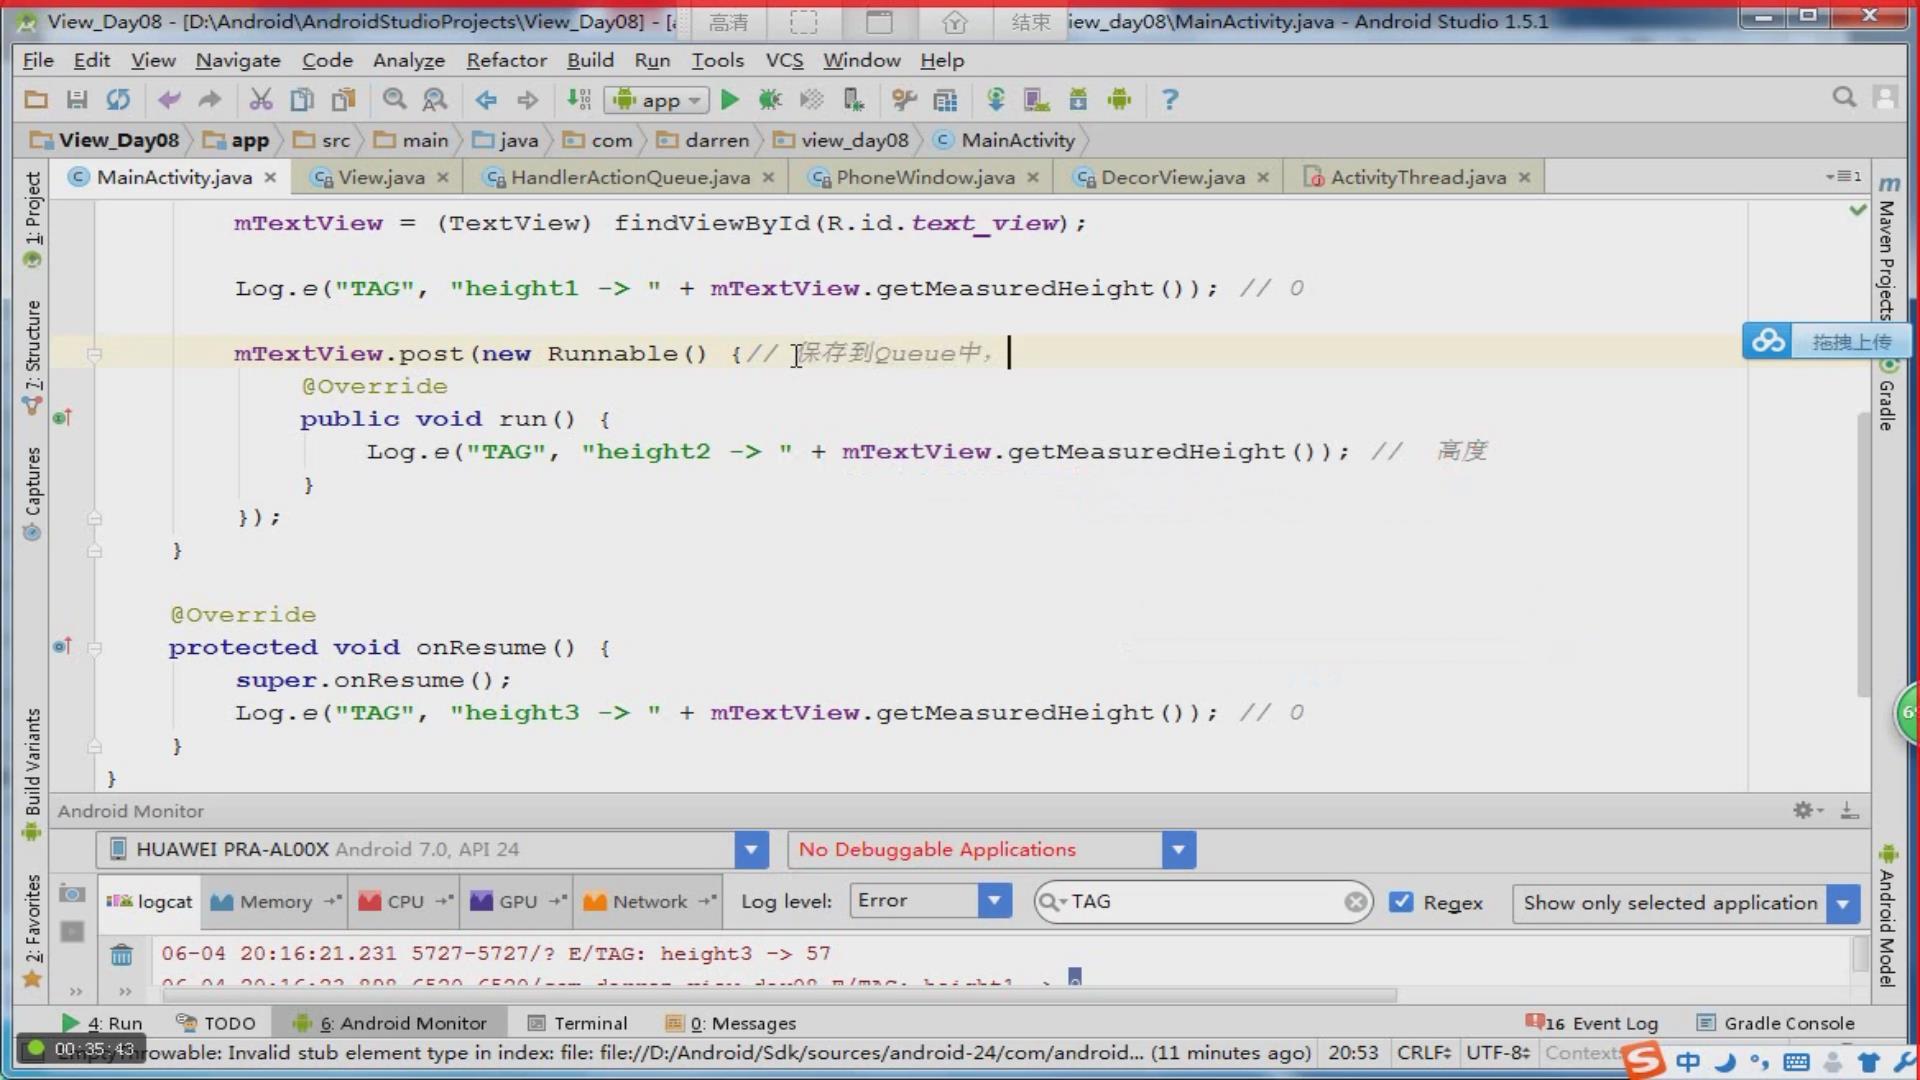 View_Day08 - [D:\Android\AndroidStudioProjects\View_Day08] - [
高清
结束
iew_day08\MainActivity.java - Android Studio 1.5.1
File Edit View Navigate Code Analyze Refactor Build Run Tools VCS Window Help
app
View_Day08 app src main java com darren view_day08 MainActivity
MainActivity.java View.java HandlerActionQueue.java PhoneWindow.java DecorView.java ActivityThread.java
1
1: Project
7: Structure
Captures
Build Variants
2: Favorites
mTextView = (TextView) findViewById(R.id.text_view);
Log.e("TAG", "height1 -> " + mTextView.getMeasuredHeight()); // 0
mTextView.post(new Runnable() {// 保存到Queue中，
@Override
public void run() {
Log.e("TAG", "height2 -> " + mTextView.getMeasuredHeight()); // 高度
}
});
}
@Override
protected void onResume() {
super.onResume();
Log.e("TAG", "height3 -> " + mTextView.getMeasuredHeight()); // 0
}
}
Maven Projects
拖拽上传
Gradle
Android Model
Android Monitor
HUAWEI PRA-AL00X Android 7.0, API 24
No Debuggable Applications
logcat Memory CPU GPU Network Log level: Error TAG Regex Show only selected application
06-04 20:16:21.231 5727-5727/? E/TAG: height3 -> 57
4: Run TODO 6: Android Monitor Terminal 0: Messages 16 Event Log Gradle Console
00:35:43
Throwable: Invalid stub element type in index: file: file://D:/Android/Sdk/sources/android-24/com/android... (11 minutes ago) 20:53 CRLF UTF-8 Context:
中